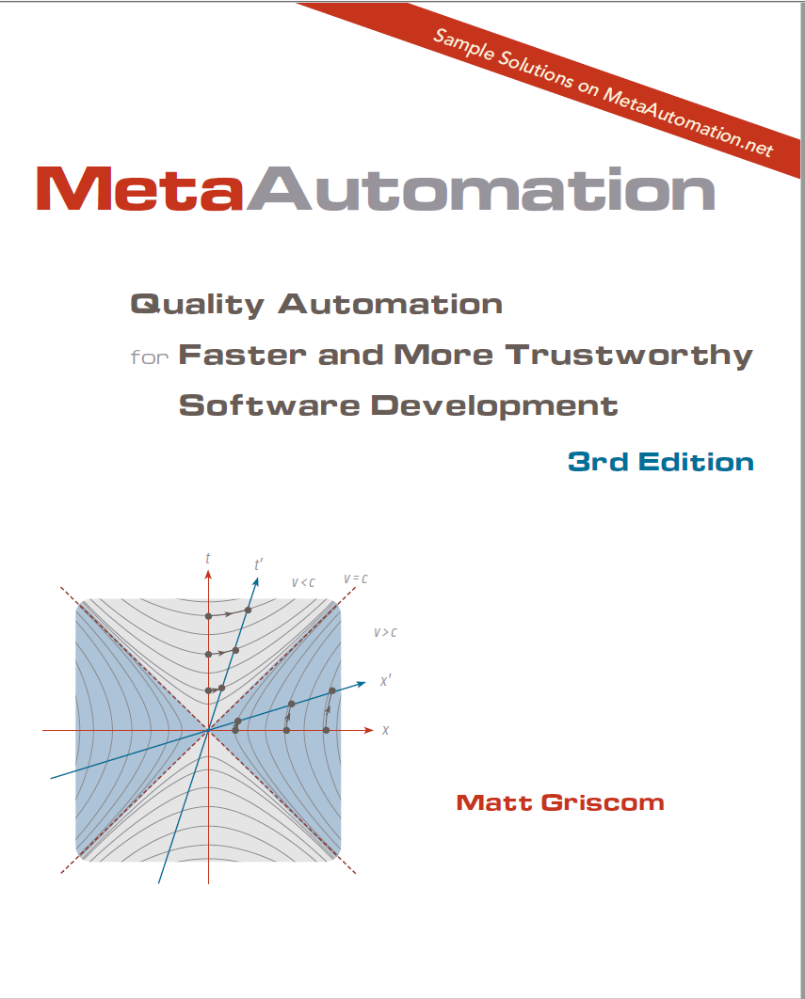 Sample Solutions on MetaAutomation.net
MetaAutomation
Quality Automation
for Faster and More Trustworthy
Software Development
3rd Edition
t
t'
v < c
v = c
v > c
x'
x
Matt Griscom